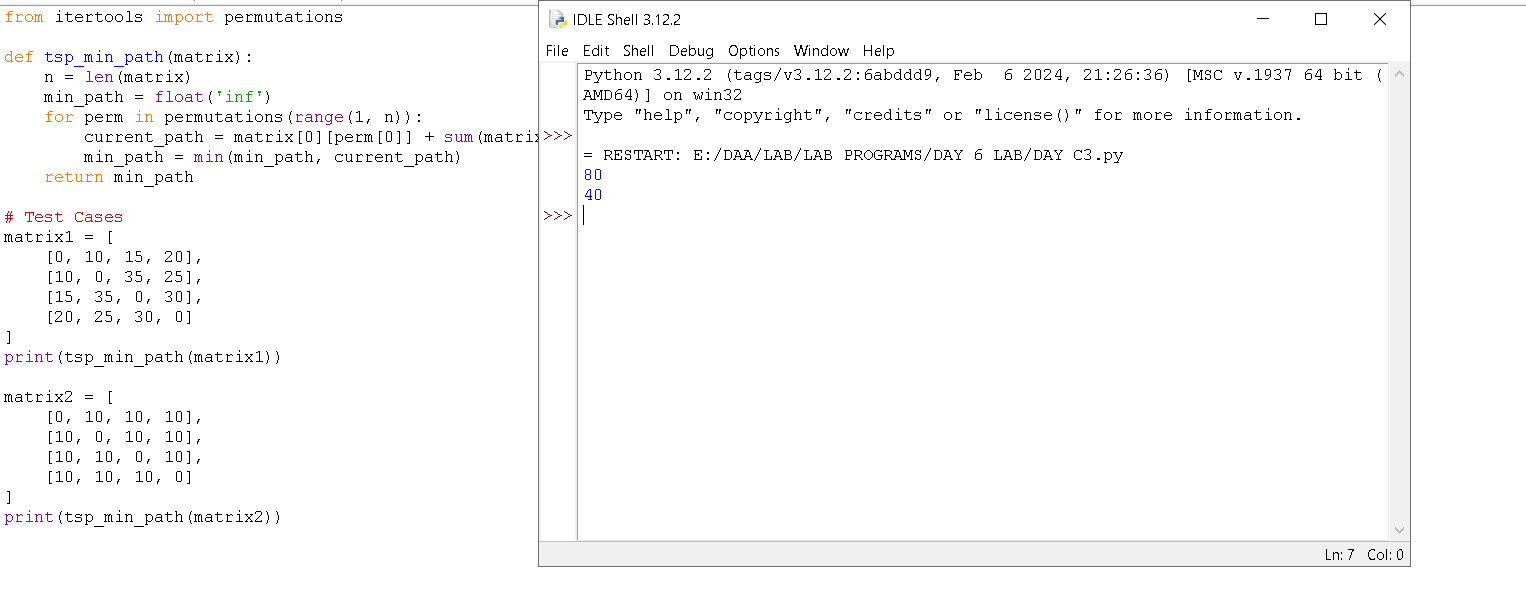 from itertools import permutations
def tsp_min_path(matrix):
    n = len(matrix)
    min_path = float('inf')
    for perm in permutations(range(1, n)):
        current_path = matrix[0][perm[0]] + sum(matri
        min_path = min(min_path, current_path)
    return min_path
# Test Cases
matrix1 = [
    [0, 10, 15, 20],
    [10, 0, 35, 25],
    [15, 35, 0, 30],
    [20, 25, 30, 0]
]
print(tsp_min_path(matrix1))
matrix2 = [
    [0, 10, 10, 10],
    [10, 0, 10, 10],
    [10, 10, 0, 10],
    [10, 10, 10, 0]
]
print(tsp_min_path(matrix2))
IDLE Shell 3.12.2
File Edit Shell Debug Options Window Help
Python 3.12.2 (tags/v3.12.2:6abddd9, Feb  6 2024, 21:26:36) [MSC v.1937 64 bit (
AMD64)] on win32
Type "help", "copyright", "credits" or "license()" for more information.
>>>
= RESTART: E:/DAA/LAB/LAB PROGRAMS/DAY 6 LAB/DAY C3.py
80
40
>>>
Ln: 7 Col: 0